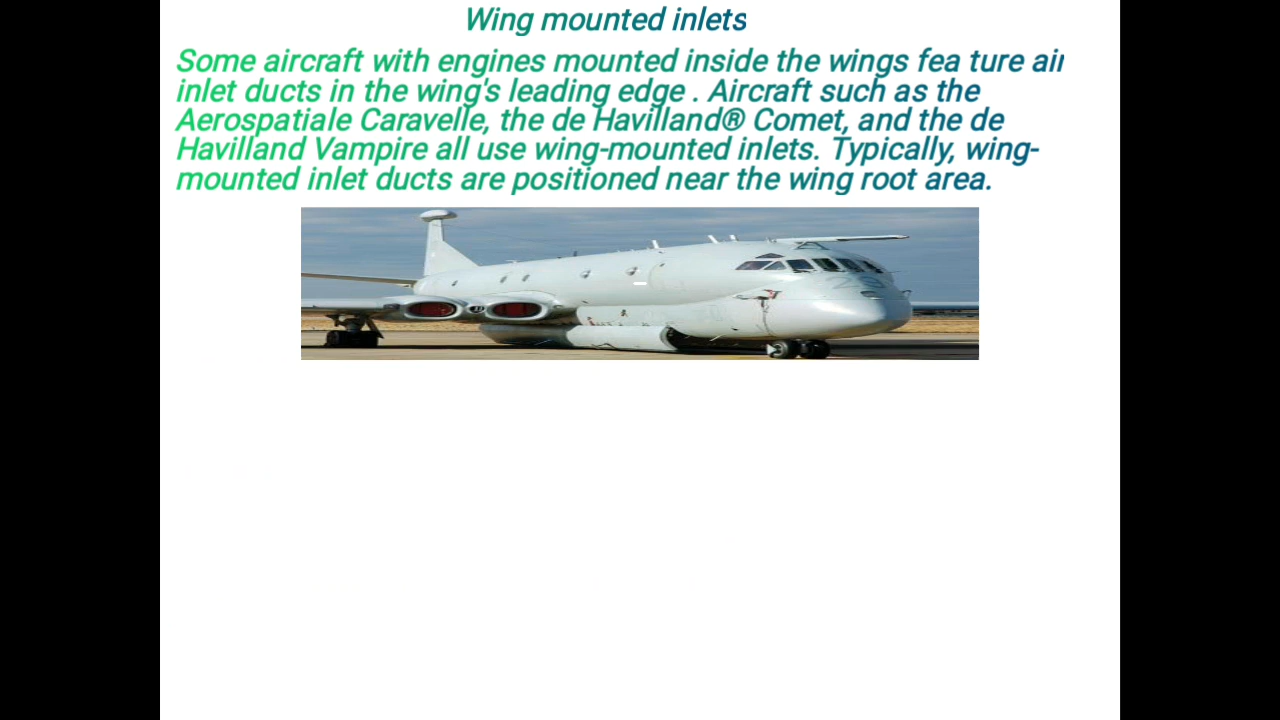 Wing mounted inlets
Some aircraft with engines mounted inside the wings fea ture air
inlet ducts in the wing's leading edge . Aircraft such as the
Aerospatiale Caravelle, the de Havilland® Comet, and the de
Havilland Vampire all use wing-mounted inlets. Typically, wing-
mounted inlet ducts are positioned near the wing root area.